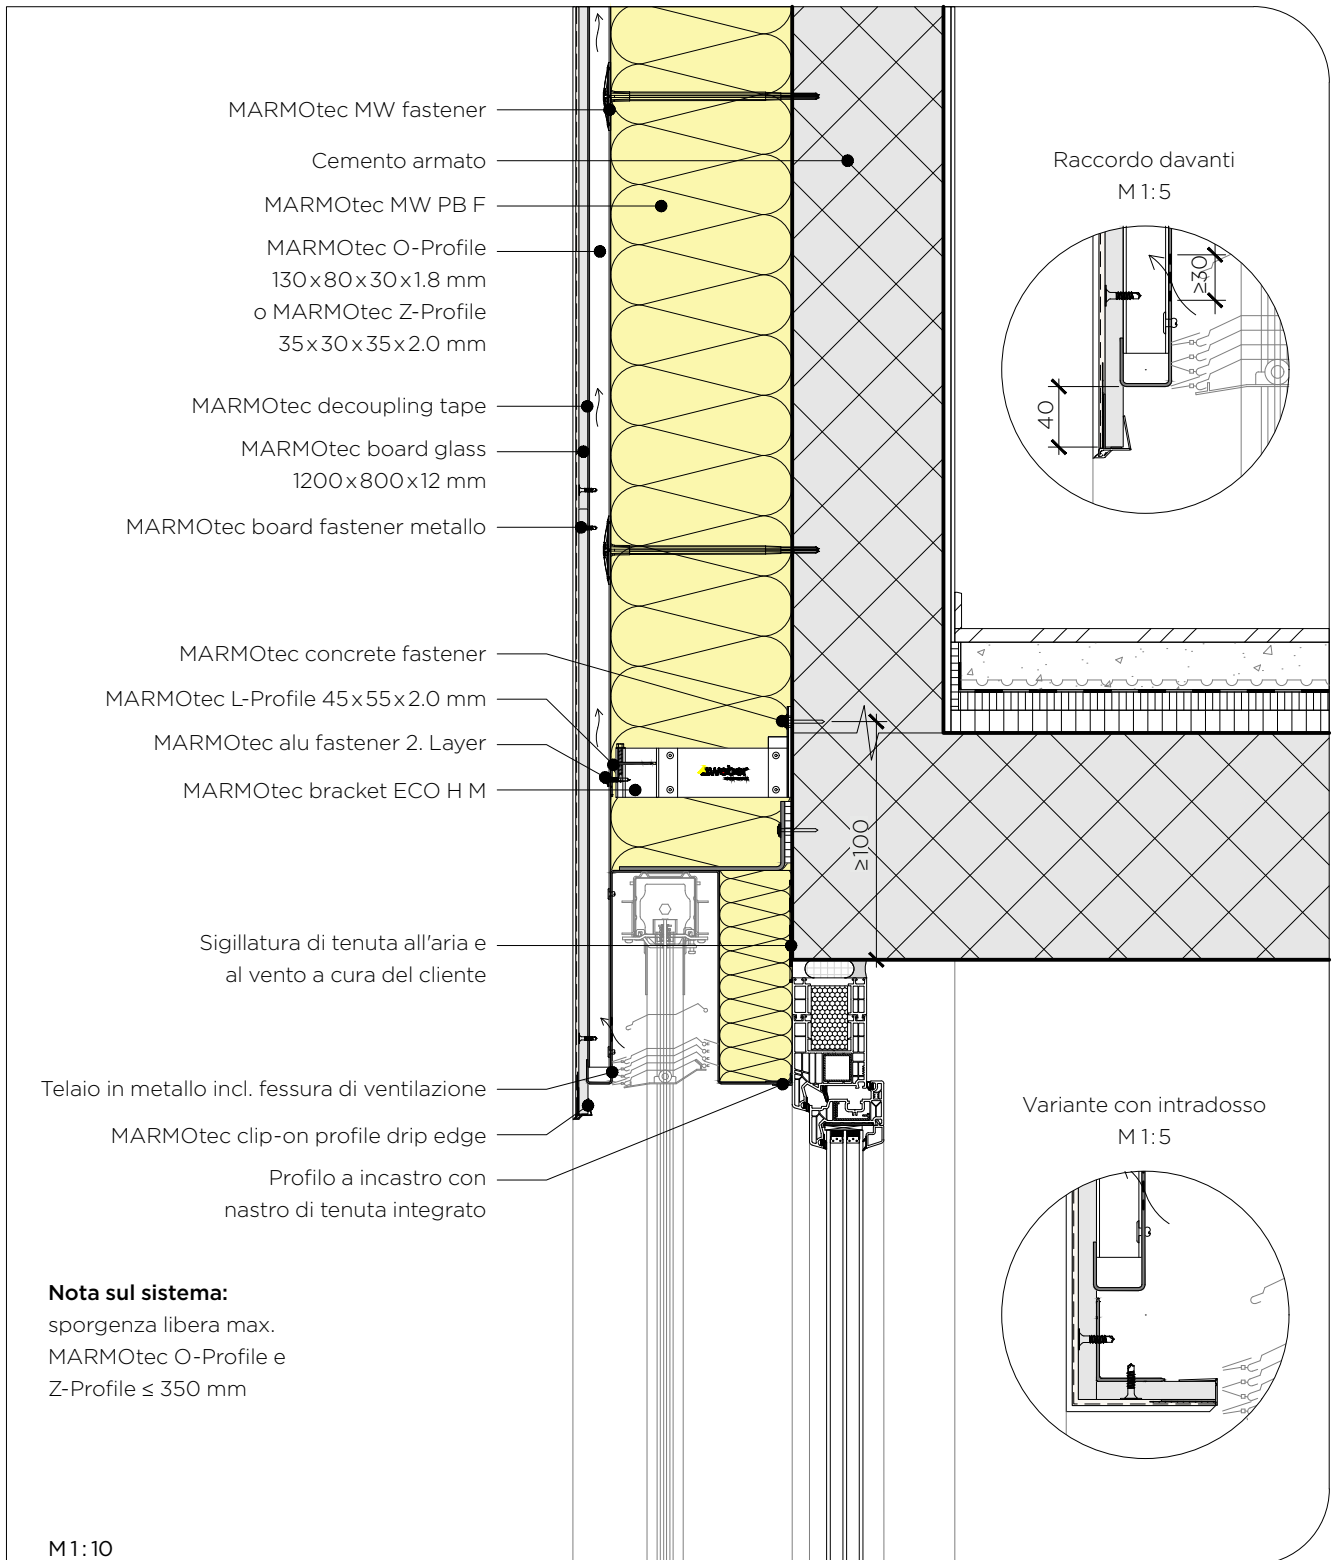 MARMOtec MW fastener
Cemento armato
MARMOtec MW PB F
MARMOtec O-Profile
130x80x30x1.8 mm
o MARMOtec Z-Profile
35x30x35x2.0 mm
MARMOtec decoupling tape
MARMOtec board glass
1200x800x12 mm
MARMOtec board fastener metallo
MARMOtec concrete fastener
MARMOtec L-Profile 45x55x2.0 mm
MARMOtec alu fastener 2. Layer
MARMOtec bracket ECO H M
weber
≥100
Sigillatura di tenuta all'aria e
al vento a cura del cliente
Telaio in metallo incl. fessura di ventilazione
MARMOtec clip-on profile drip edge
Profilo a incastro con
nastro di tenuta integrato
Raccordo davanti
M 1:5
≥30
40
Variante con intradosso
M 1:5
Nota sul sistema:
sporgenza libera max.
MARMOtec O-Profile e
Z-Profile ≤ 350 mm
M 1:10